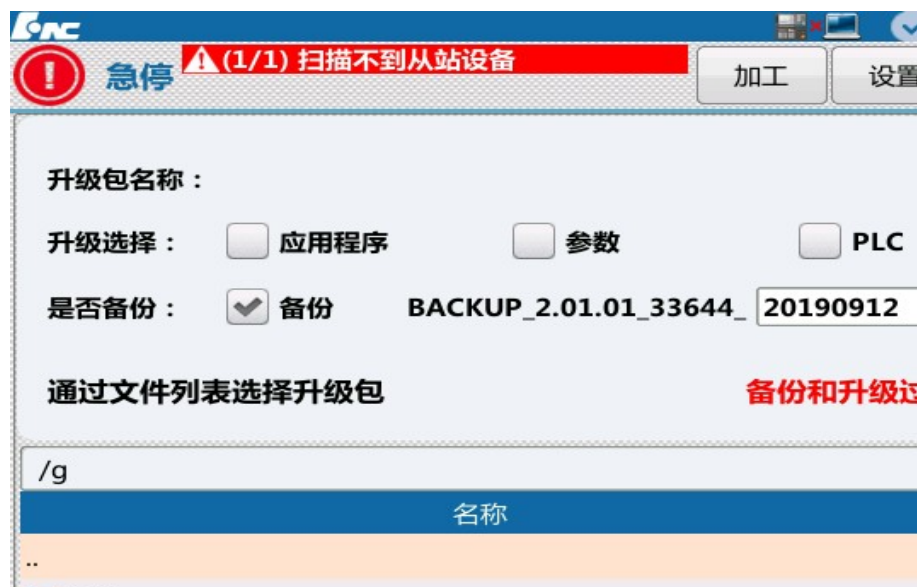 HNC
急停
(1/1) 扫描不到从站设备
加工
设置
升级包名称：
升级选择： 应用程序 参数 PLC
是否备份： 备份 BACKUP_2.01.01_33644_ 20190912
通过文件列表选择升级包 备份和升级过
/g
名称
..